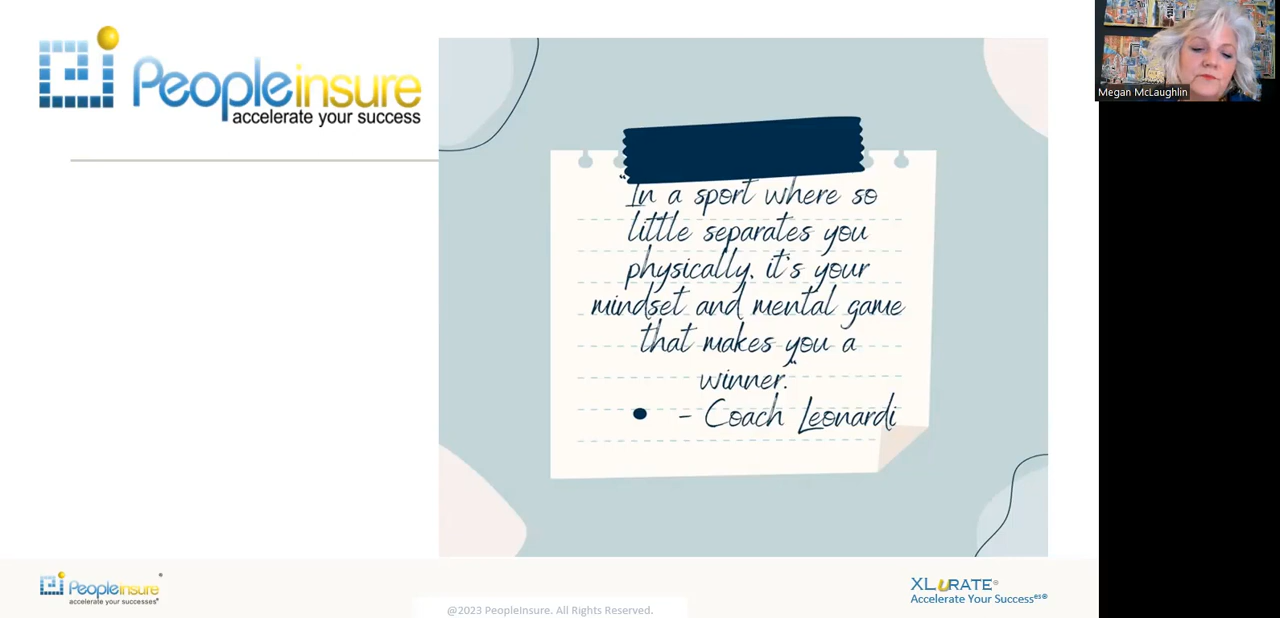 Peopleinsure
accelerate your success
"In a sport where so
little separates you
physically, it's your
mindset and mental game
that makes you a
winner."
• - Coach Leonardi
Megan McLaughlin
Peopleinsure®
accelerate your successes®
@2023 PeopleInsure. All Rights Reserved.
XLuRATE®
Accelerate Your Success^es®